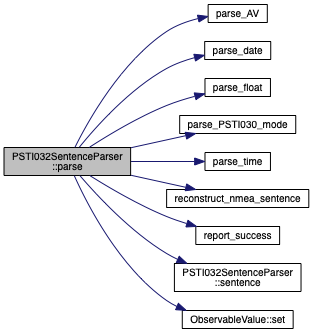 parse_AV
parse_date
parse_float
parse_PSTI030_mode
PSTI032SentenceParser
::parse
parse_time
reconstruct_nmea_sentence
report_success
PSTI032SentenceParser
::sentence
ObservableValue::set